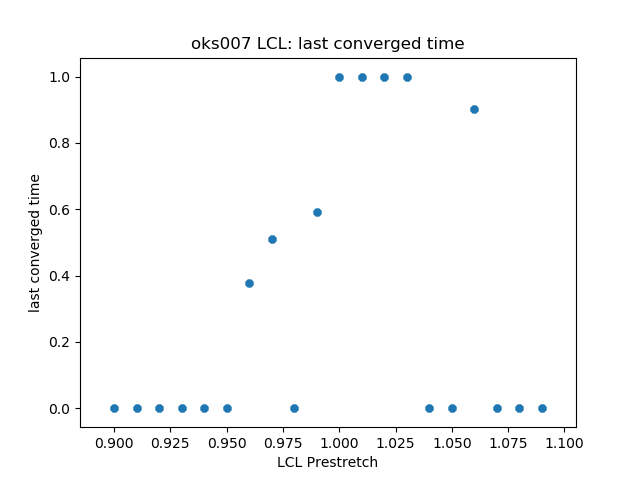 oks007 LCL: last converged time
last converged time
1.0
0.8
0.6
0.4
0.2
0.0
0.900 0.925 0.950 0.975 1.000 1.025 1.050 1.075 1.100
LCL Prestretch